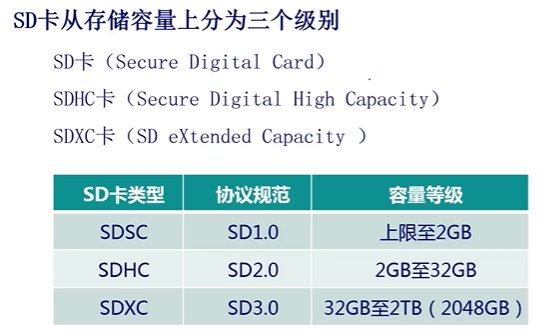 SD卡从存储容量上分为三个级别
SD卡（Secure Digital Card）
SDHC卡（Secure Digital High Capacity）
SDXC卡（SD eXtended Capacity ）
SD卡类型 协议规范 容量等级
SDSC SD1.0 上限至2GB
SDHC SD2.0 2GB至32GB
SDXC SD3.0 32GB至2TB（2048GB）